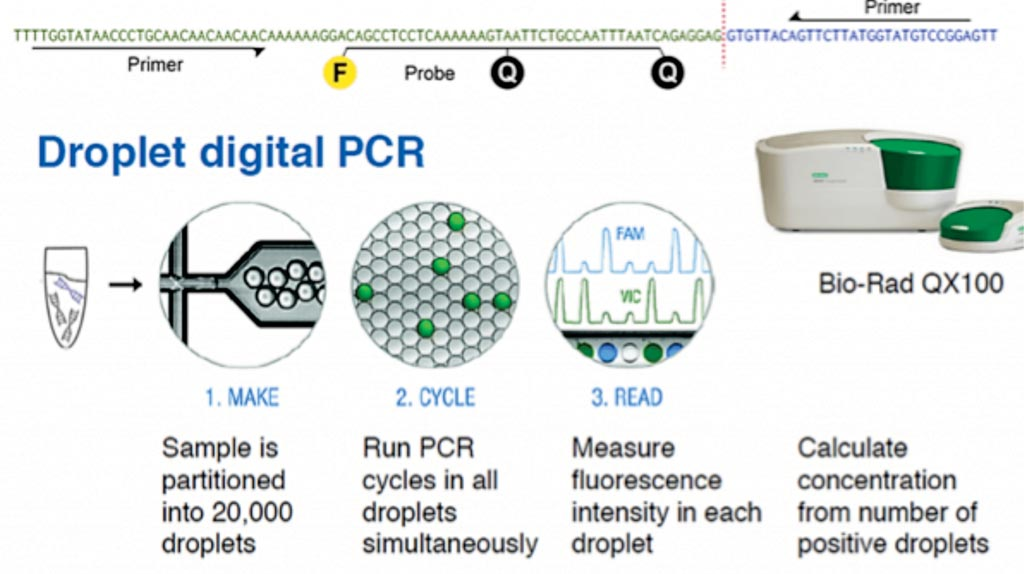 Primer
TTTTGGTATAACCCTGCAACAACAACAACAAAAAAGGACAGCCTCCTCAAAAAAGTAATTCTGCCAATTTAATCAGAGGAGGTGTTACAGTTCTTATGGTATGTCCGGAGTT
Primer
F
Probe
Q
Q
Droplet digital PCR
FAM
VIC
Bio-Rad QX100
1. MAKE
2. CYCLE
3. READ
Sample is
partitioned
into 20,000
droplets
Run PCR
cycles in all
droplets
simultaneously
Measure
fluorescence
intensity in each
droplet
Calculate
concentration
from number of
positive droplets